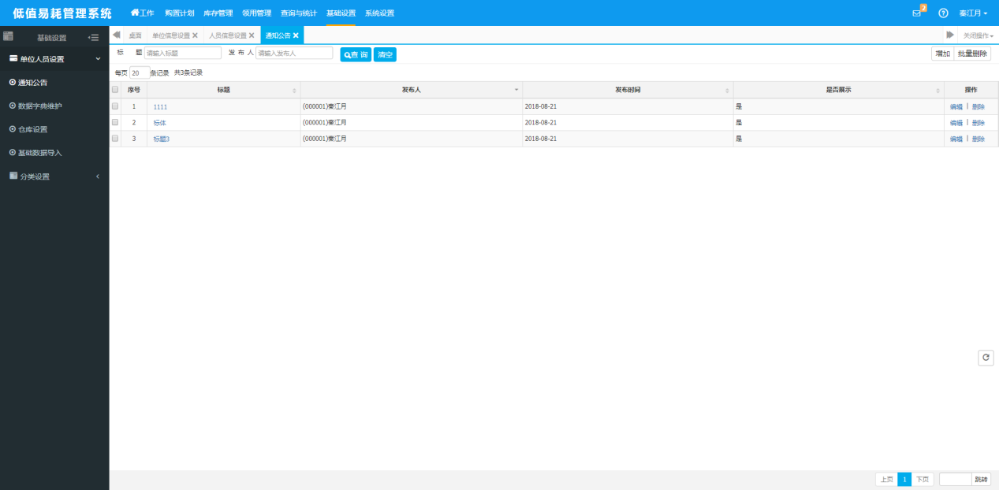 低值易耗管理系统 工作 购置计划 库存管理 领用管理 查询与统计 基础设置 系统设置 2 秦江月
基础设置 桌面 单位信息设置 人员信息设置 通知公告 关闭操作
单位人员设置
通知公告
数据字典维护
仓库设置
基础数据导入
分类设置
标 题 请输入标题 发 布 人 请输入发布人 查 询 清空 增加 批量删除
每页 20 条记录 共3条记录
序号 标题 发布人 发布时间 是否展示 操作
1 1111 (000001)秦江月 2018-08-21 是 编辑 | 删除
2 标体 (000001)秦江月 2018-08-21 是 编辑 | 删除
3 标题3 (000001)秦江月 2018-08-21 是 编辑 | 删除
上页 1 下页 跳转